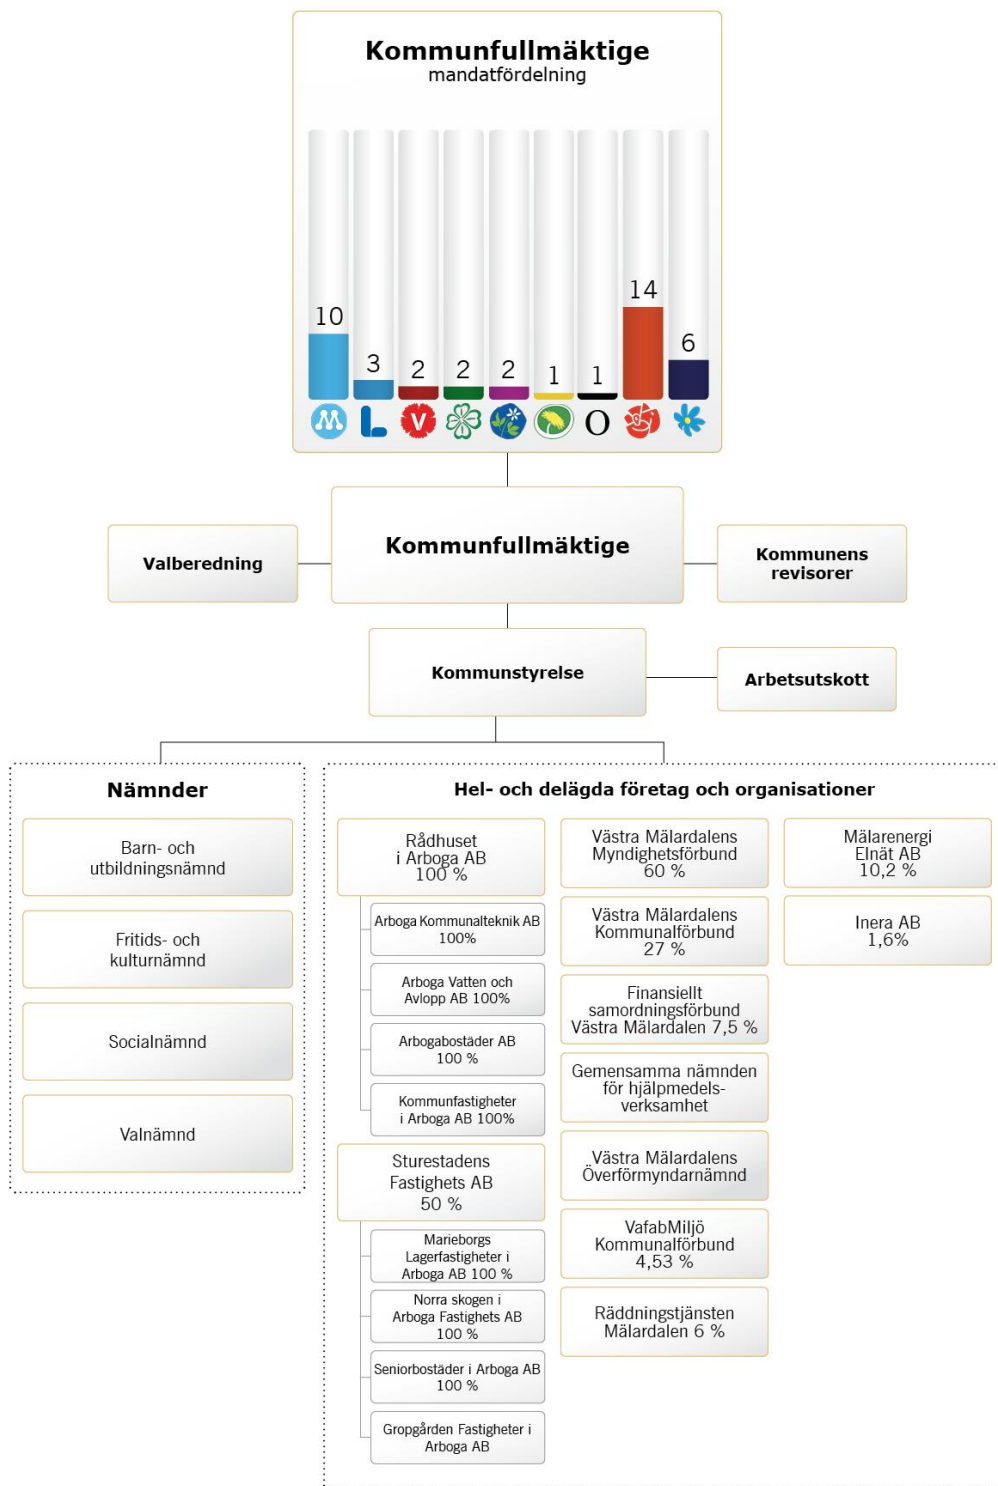 Kommunfullmäktige
mandatfördelning
10
3
2
2
2
1
1
14
6
M
L
V
O
Kommunfullmäktige
Valberedning
Kommunens
revisorer
Kommunstyrelse
Arbetsutskott
Nämnder
Barn- och
utbildningsnämnd
Fritids- och
kulturnämnd
Socialnämnd
Valnämnd
Hel- och delägda företag och organisationer
Rådhuset
i Arboga AB
100 %
Arboga Kommunalteknik AB
100%
Arboga Vatten och
Avlopp AB 100%
Arbogabostäder AB
100 %
Kommunfastigheter
i Arboga AB 100%
Sturestadens
Fastighets AB
50 %
Marieborgs
Lagerfastigheter i
Arboga AB 100 %
Norra skogen i
Arboga Fastighets AB
100 %
Seniorbostäder i Arboga AB
100 %
Gropgården Fastigheter i
Arboga AB
Västra Mälardalens
Myndighetsförbund
60 %
Västra Mälardalens
Kommunalförbund
27 %
Finansiellt
samordningsförbund
Västra Mälardalen 7,5 %
Gemensamma nämnden
för hjälpmedels-
verksamhet
Västra Mälardalens
Överförmyndarnämnd
VafabMiljö
Kommunalförbund
4,53 %
Räddningstjänsten
Mälardalen 6 %
Mälarenergi
Elnät AB
10,2 %
Inera AB
1,6%